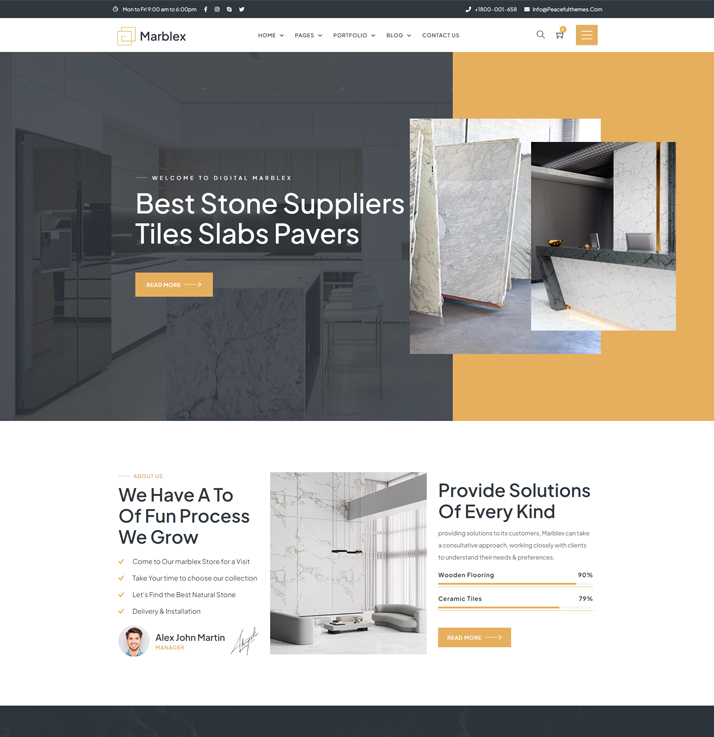 Mon to Fri 9:00 am to 6:00pm
+1800-001-658
Info@Peacefulthemes.Com
Marblex
HOME
PAGES
PORTFOLIO
BLOG
CONTACT US
WELCOME TO DIGITAL MARBLEX
Best Stone Suppliers
Tiles Slabs Pavers
READ MORE
ABOUT US
We Have A To
Of Fun Process
We Grow
Come to Our marblex Store for a Visit
Take Your time to choose our collection
Let's Find the Best Natural Stone
Delivery & Installation
Alex John Martin
MANAGER
Provide Solutions
Of Every Kind
providing solutions to its customers, Marblex can take
a consultative approach, working closely with clients
to understand their needs & preferences.
Wooden Flooring 90%
Ceramic Tiles 79%
READ MORE